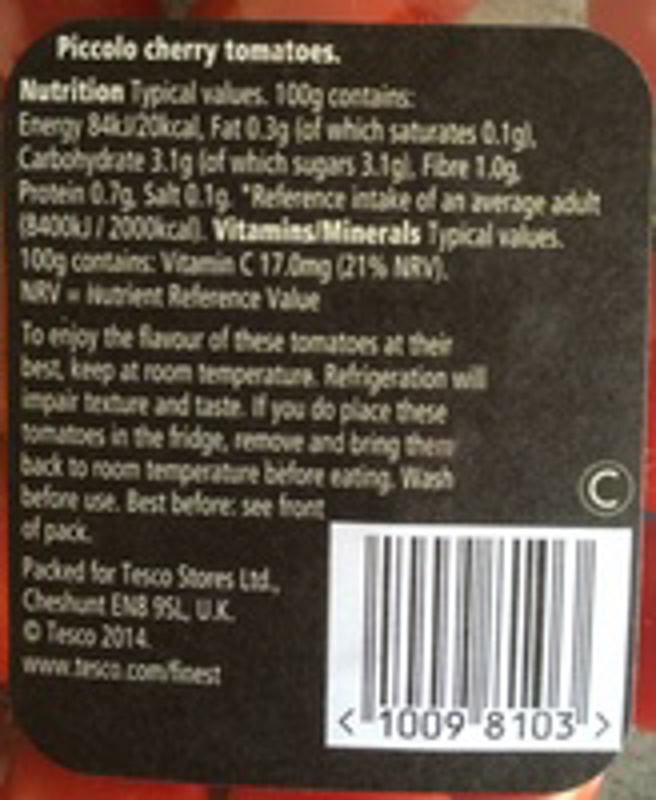 Piccolo cherry tomatoes.
Nutrition Typical values. 100g contains:
Energy 84kJ/20kcal, Fat 0.3g (of which saturates 0.1g),
Carbohydrate 3.1g (of which sugars 3.1g), Fibre 1.0g,
Protein 0.7g, Salt 0.1g. *Reference intake of an average adult
(8400kJ / 2000kcal). Vitamins/Minerals Typical values.
100g contains: Vitamin C 17.0mg (21% NRV).
NRV = Nutrient Reference Value
To enjoy the flavour of these tomatoes at their
best, keep at room temperature. Refrigeration will
impair texture and taste. If you do place these
tomatoes in the fridge, remove and bring them
back to room temperature before eating. Wash
before use. Best before: see front
of pack.
C
Packed for Tesco Stores Ltd.,
Cheshunt EN8 9SL, U.K.
© Tesco 2014.
www.tesco.com/finest
< 1009 8103 >